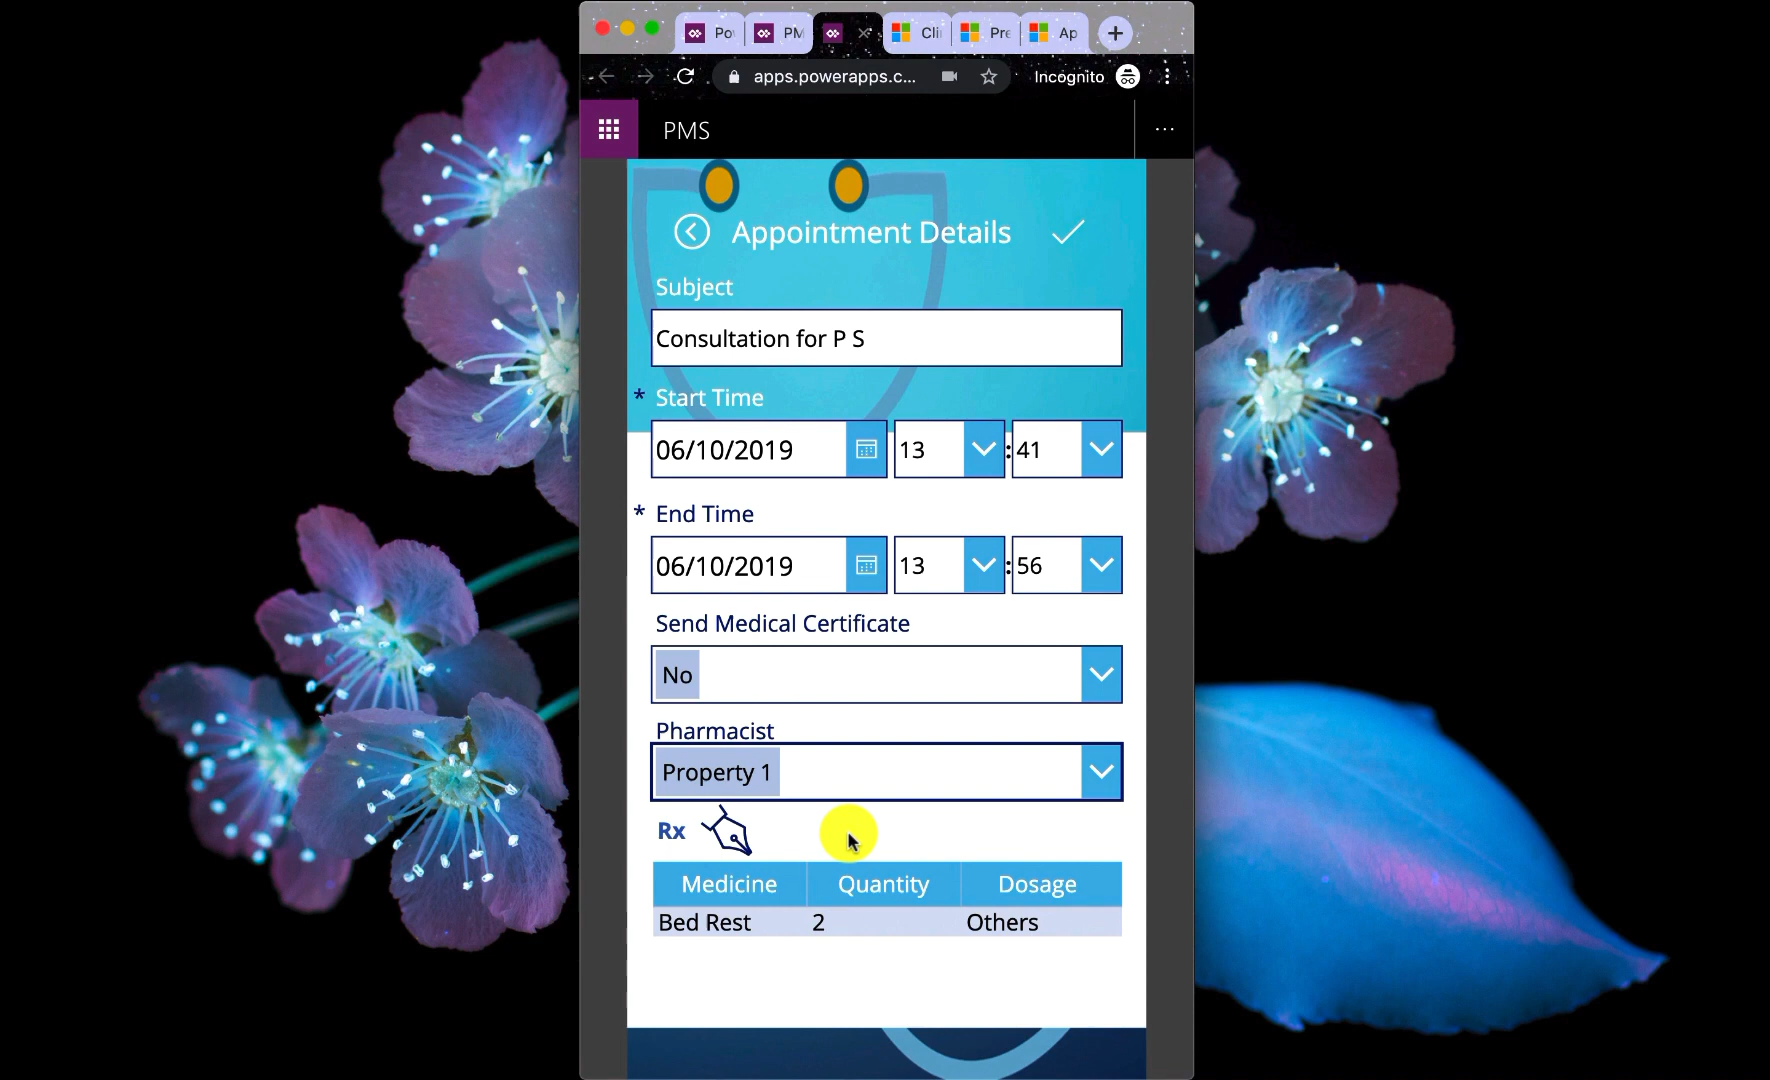 Po PM Cli Pre Ap
apps.powerapps.c... Incognito
PMS ...
Appointment Details
Subject
Consultation for P S
* Start Time
06/10/2019 13 : 41
* End Time
06/10/2019 13 : 56
Send Medical Certificate
No
Pharmacist
Property 1
Rx
Medicine Quantity Dosage
Bed Rest 2 Others